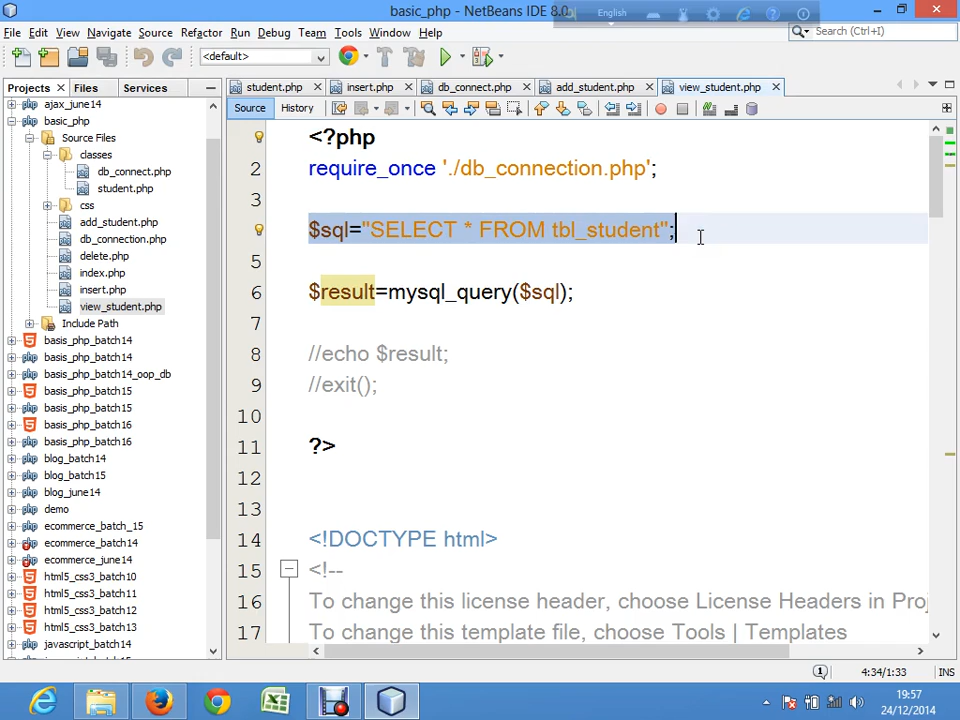 basic_php - NetBeans IDE 8.0
English
File Edit View Navigate Source Refactor Run Debug Team Tools Window Help
Search (Ctrl+I)
<default>
Projects Files Services
student.php insert.php db_connect.php add_student.php view_student.php
Source History
ajax_june14
basic_php
Source Files
classes
db_connect.php
student.php
css
add_student.php
db_connection.php
delete.php
index.php
insert.php
view_student.php
Include Path
basis_php_batch14
basis_php_batch14
basis_php_batch14_oop_db
basis_php_batch15
basis_php_batch15
basis_php_batch16
basis_php_batch16
blog_batch14
blog_batch15
blog_june14
demo
ecommerce_batch_15
ecommerce_batch14
ecommerce_june14
html5_css3_batch10
html5_css3_batch11
html5_css3_batch12
html5_css3_batch13
javascript_batch14
javascript_batch15
<?php
2 require_once './db_connection.php';
3
$sql="SELECT * FROM tbl_student";
5
6 $result=mysql_query($sql);
7
8 //echo $result;
9 //exit();
10
11 ?>
12
13
14 <!DOCTYPE html>
15 <!--
16 To change this license header, choose License Headers in Proj
17 To change this template file, choose Tools | Templates
4:34/1:33 INS
19:57
24/12/2014